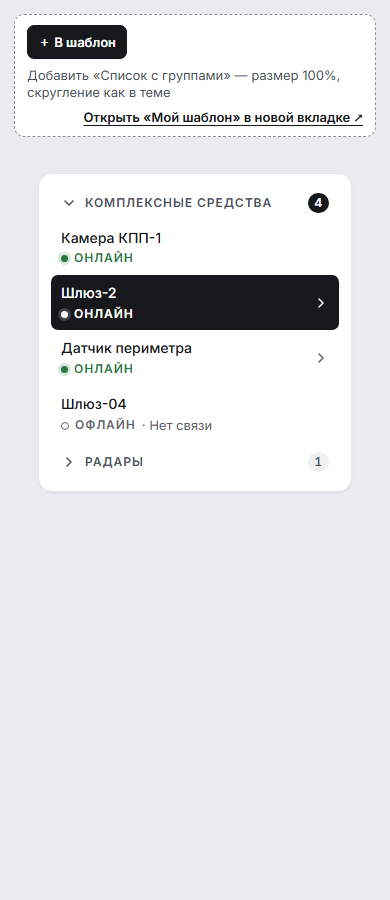 + В шаблон
Добавить «Список с группами» — размер 100%,
скругление как в теме
Открыть «Мой шаблон» в новой вкладке ↗
КОМПЛЕКСНЫЕ СРЕДСТВА 4
Камера КПП-1
ОНЛАЙН
Шлюз-2
ОНЛАЙН
Датчик периметра
ОНЛАЙН
Шлюз-04
ОФЛАЙН · Нет связи
РАДАРЫ 1